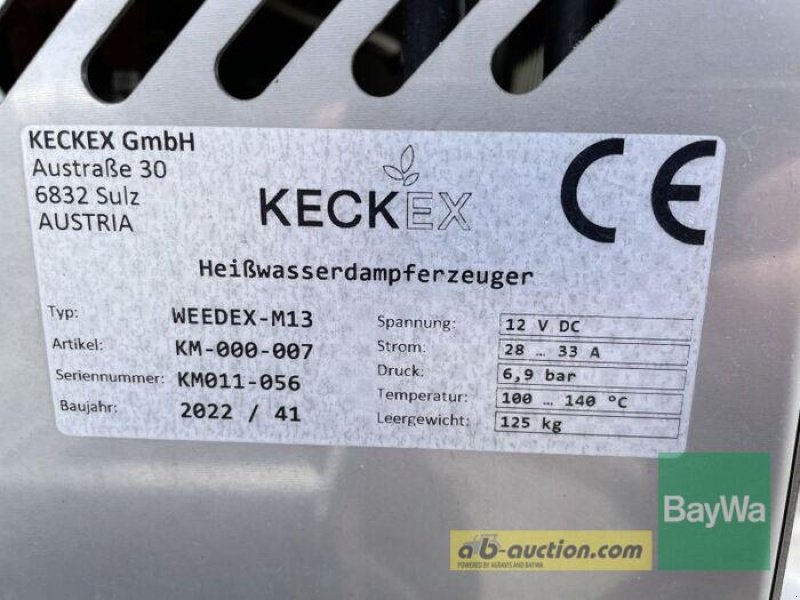 KECKEX GmbH
Austraße 30
6832 Sulz
AUSTRIA
KECKEX
CE
Heißwasserdampferzeuger
Typ: WEEDEX-M13
Artikel: KM-000-007
Seriennummer: KM011-056
Baujahr: 2022 / 41
Spannung: 12 V DC
Strom: 28 … 33 A
Druck: 6,9 bar
Temperatur: 100 … 140 °C
Leergewicht: 125 kg
BayWa
ab-auction.com
POWERED BY AGRAVIS AND BAYWA